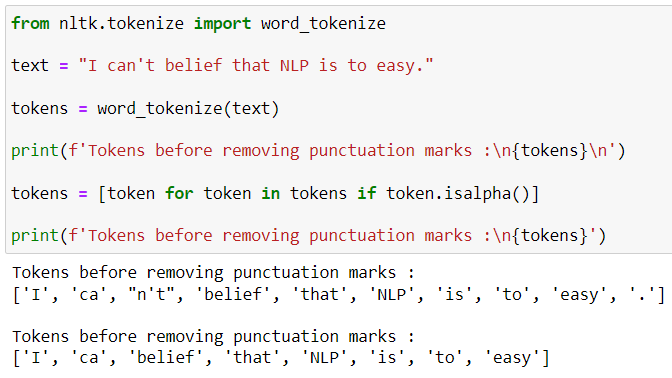 from nltk.tokenize import word_tokenize
text = "I can't belief that NLP is to easy."
tokens = word_tokenize(text)
print(f'Tokens before removing punctuation marks :\n{tokens}\n')
tokens = [token for token in tokens if token.isalpha()]
print(f'Tokens before removing punctuation marks :\n{tokens}')
Tokens before removing punctuation marks :
['I', 'ca', "n't", 'belief', 'that', 'NLP', 'is', 'to', 'easy', '.']
Tokens before removing punctuation marks :
['I', 'ca', 'belief', 'that', 'NLP', 'is', 'to', 'easy']